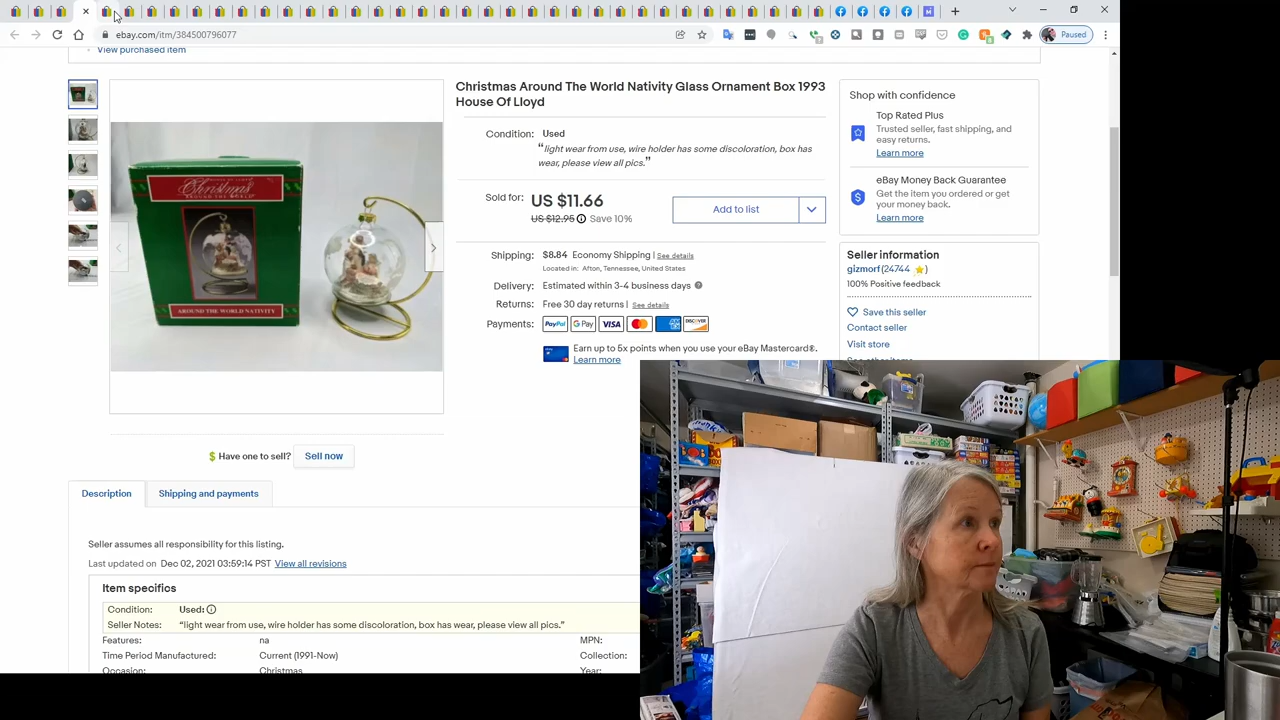 ebay.com/itm/384500796077
Paused
View purchased item
Christmas Around The World Nativity Glass Ornament Box 1993
House Of Lloyd
Condition: Used
“light wear from use, wire holder has some discoloration, box has
wear, please view all pics.”
Sold for: US $11.66
US $12.95 Save 10%
Add to list
Shipping: $8.84 Economy Shipping | See details
Located in: Afton, Tennessee, United States
Delivery: Estimated within 3-4 business days
Returns: Free 30 day returns | See details
Payments: PayPal G Pay VISA DISCOVER
Earn up to 5x points when you use your eBay Mastercard®.
Learn more
Shop with confidence
Top Rated Plus
Trusted seller, fast shipping, and
easy returns.
Learn more
eBay Money Back Guarantee
Get the item you ordered or get
your money back.
Learn more
Seller information
gizmorf (24744 )
100% Positive feedback
Save this seller
Contact seller
Visit store
See other items
Christmas
AROUND THE WORLD
AROUND THE WORLD NATIVITY
Have one to sell? Sell now
Description
Shipping and payments
Seller assumes all responsibility for this listing.
Last updated on Dec 02, 2021 03:59:14 PST View all revisions
Item specifics
Condition: Used:
Seller Notes: “light wear from use, wire holder has some discoloration, box has wear, please view all pics.”
Features: na
MPN:
Time Period Manufactured: Current (1991-Now)
Collection:
Occasion: Christmas
Year: